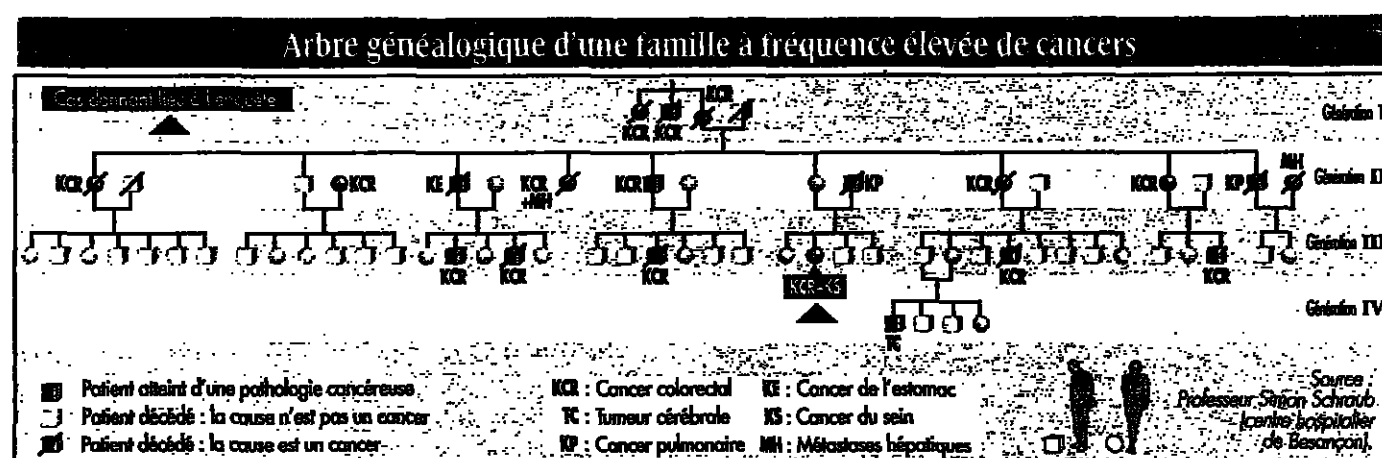 Arbre généalogique d'une famille à fréquence élevée de cancers
Cas donnant lieu à l'enquête
KCR
Génération I
KCR KCR
KCR KCR KE KCR +MH KCR KP KCR KCR KP MH
Génération II
Génération III
KCR KCR KCR KCR KCR
KCR-KS
Génération IV
TC
Patient atteint d'une pathologie cancéreuse
Patient décédé : la cause n'est pas un cancer
Patient décédé : la cause est un cancer
KCR : Cancer colorectal
TC : Tumeur cérébrale
KP : Cancer pulmonaire
KE : Cancer de l'estomac
KS : Cancer du sein
MH : Métastases hépatiques
Source :
Professeur Simon Schraub
(centre hospitalier
de Besançon).